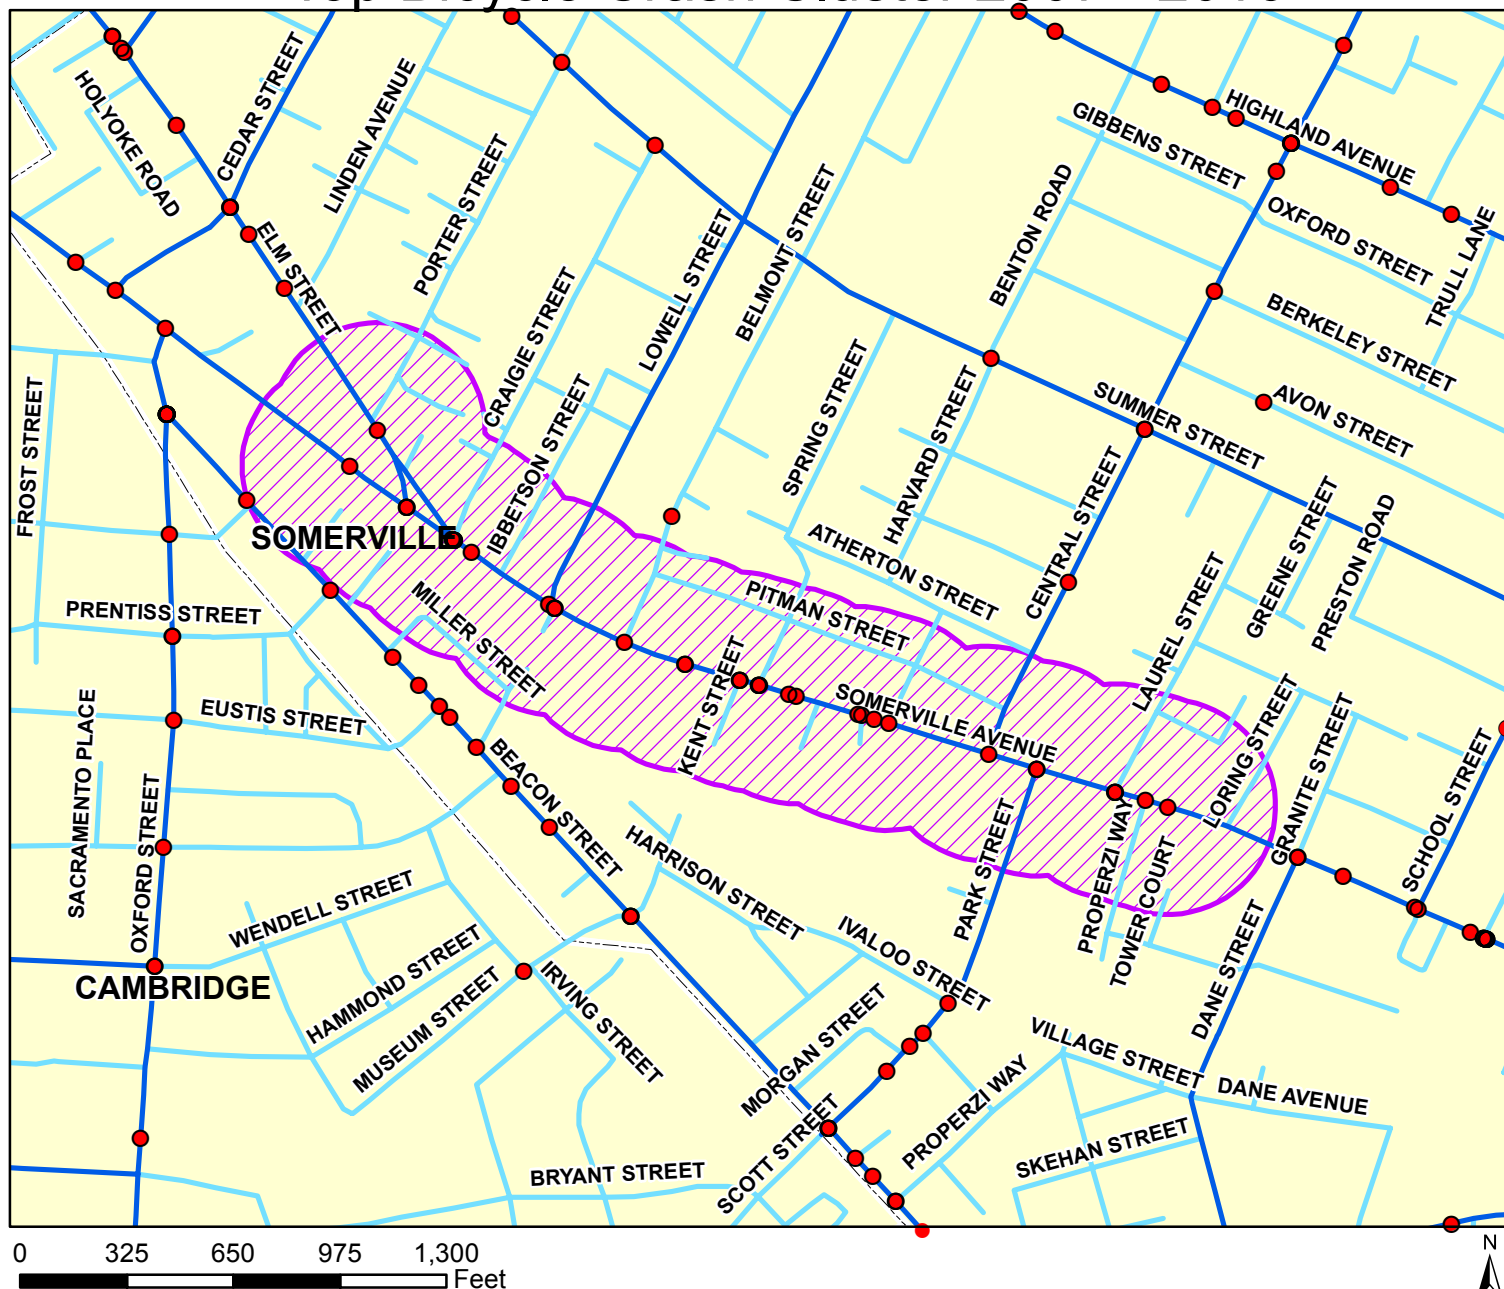 HOLYOKE ROAD
CEDAR STREET
LINDEN AVENUE
PORTER STREET
ELM STREET
CRAIGIE STREET
IBBETSON STREET
LOWELL STREET
BELMONT STREET
SPRING STREET
BENTON ROAD
HARVARD STREET
GIBBENS STREET
HIGHLAND AVENUE
OXFORD STREET
TRULL LANE
BERKELEY STREET
AVON STREET
SUMMER STREET
CENTRAL STREET
ATHERTON STREET
PITMAN STREET
LAUREL STREET
GREENE STREET
PRESTON ROAD
FROST STREET
SOMERVILLE
PRENTISS STREET
MILLER STREET
KENT STREET
SOMERVILLE AVENUE
LORING STREET
GRANITE STREET
SCHOOL STREET
SACRAMENTO PLACE
EUSTIS STREET
OXFORD STREET
BEACON STREET
HARRISON STREET
PARK STREET
PROPERZI WAY
TOWER COURT
DANE STREET
WENDELL STREET
HAMMOND STREET
MUSEUM STREET
IRVING STREET
IVALOO STREET
CAMBRIDGE
MORGAN STREET
SCOTT STREET
PROPERZI WAY
VILLAGE STREET
DANE AVENUE
SKEHAN STREET
BRYANT STREET
0 325 650 975 1,300
Feet
N